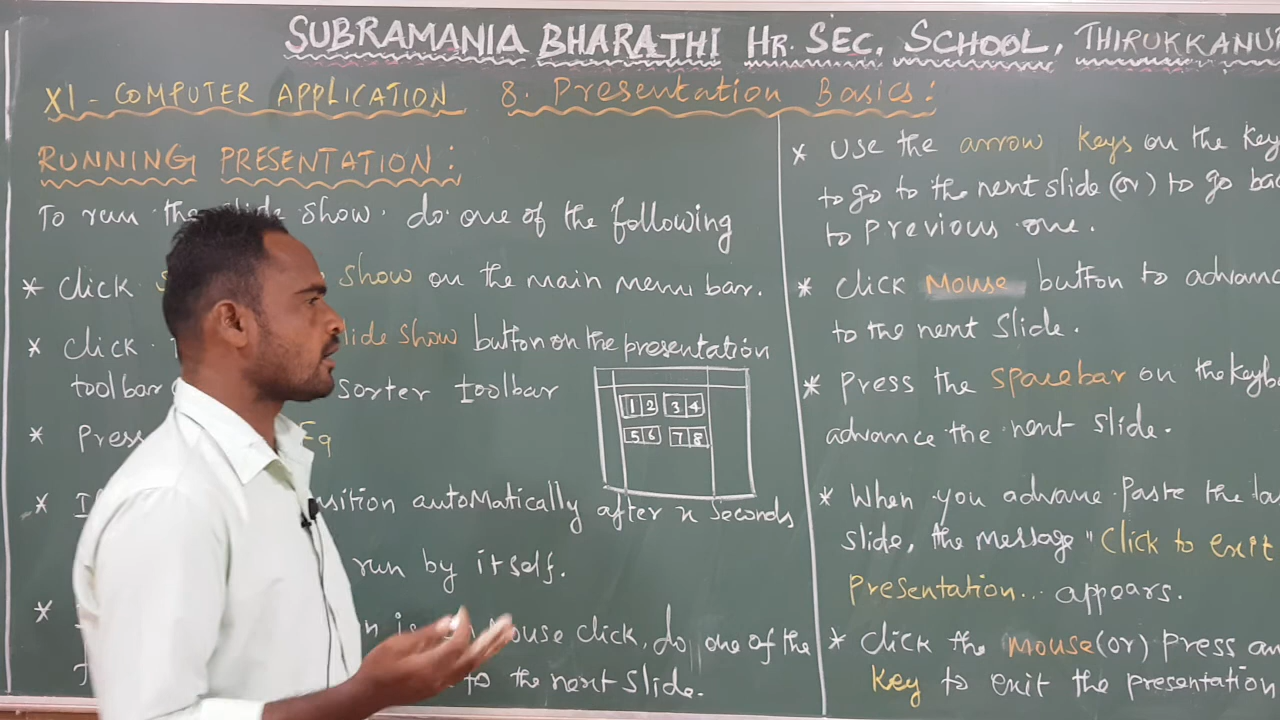 SUBRAMANIA BHARATHI HR. SEC. SCHOOL, THIRUKKANUR
XI - COMPUTER APPLICATION 8. Presentation Basics:
RUNNING PRESENTATION:
To run the slide show, do one of the following
* Click show on the main menu bar.
* Click slide show button on the presentation
toolbar sorter toolbar
* Press F9
1 2 3 4
5 6 7 8
* automatically after x seconds
run by itself.
* is mouse click, do one of the
to the next slide.
* Use the arrow keys on the key
to go to the next slide (or) to go bac
to previous one.
* Click Mouse button to advanc
to the next slide.
* Press the spacebar on the keyb
advance the next slide.
* When you advance paste the la
slide, the message "Click to exit
presentation... appears.
* Click the mouse (or) press an
key to exit the presentation